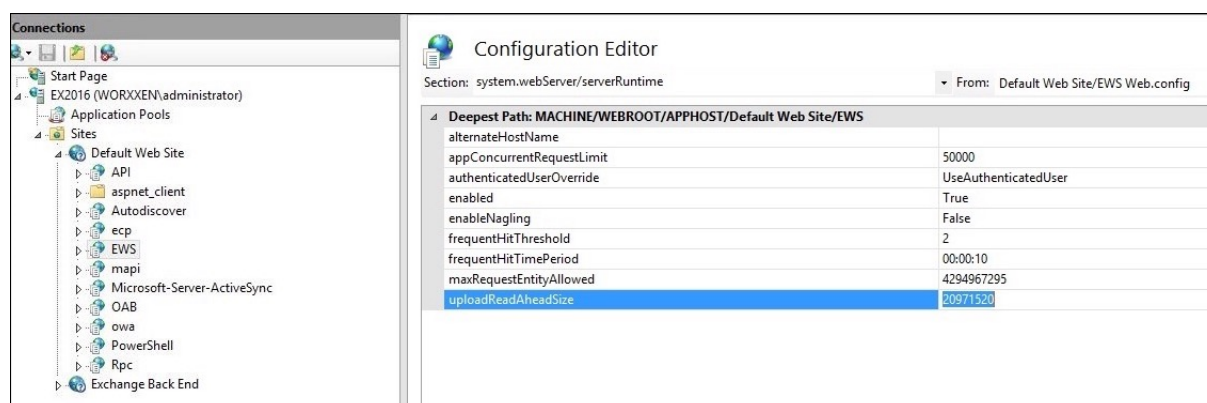 Connections
Start Page
EX2016 (WORXXEN\administrator)
Application Pools
Sites
Default Web Site
API
aspnet_client
Autodiscover
ecp
EWS
mapi
Microsoft-Server-ActiveSync
OAB
owa
PowerShell
Rpc
Exchange Back End
Configuration Editor
Section: system.webServer/serverRuntime From: Default Web Site/EWS Web.config
Deepest Path: MACHINE/WEBROOT/APPHOST/Default Web Site/EWS
alternateHostName
appConcurrentRequestLimit 50000
authenticatedUserOverride UseAuthenticatedUser
enabled True
enableNagling False
frequentHitThreshold 2
frequentHitTimePeriod 00:00:10
maxRequestEntityAllowed 4294967295
uploadReadAheadSize 20971520